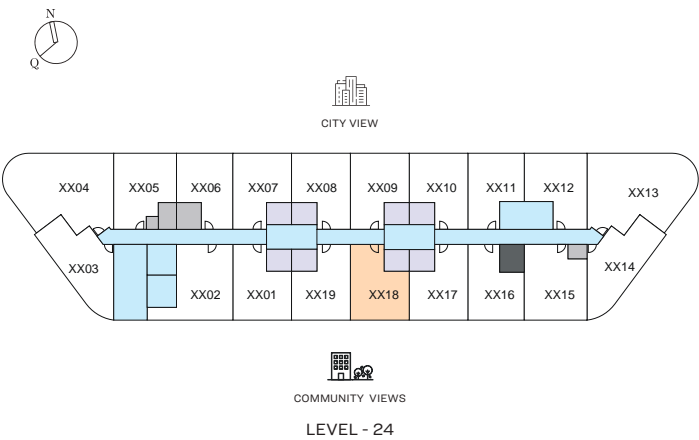 N
Q
CITY VIEW
XX04 XX05 XX06 XX07 XX08 XX09 XX10 XX11 XX12 XX13
XX03 XX14
XX02 XX01 XX19 XX18 XX17 XX16 XX15
COMMUNITY VIEWS
LEVEL - 24